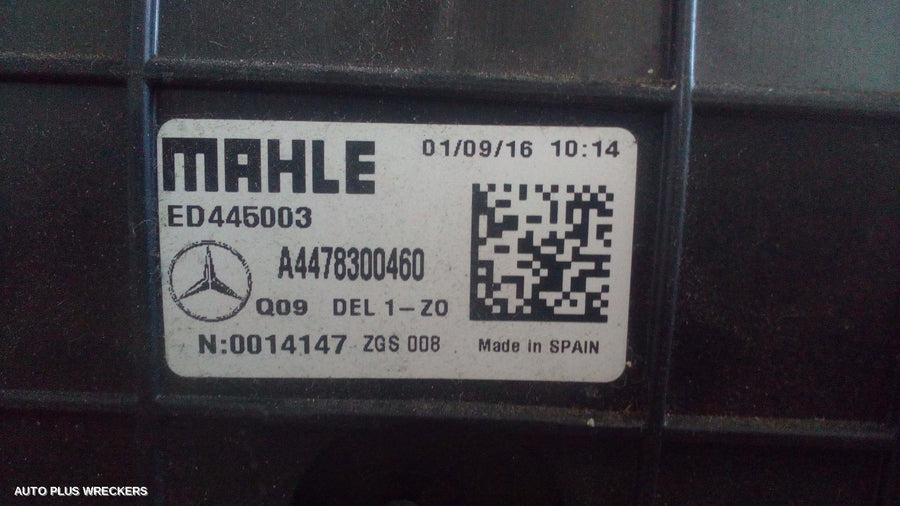 MAHLE
01/09/16 10:14
ED445003
A4478300460
Q09 DEL 1-Z0
N:0014147 ZGS 008
Made in SPAIN
AUTO PLUS WRECKERS